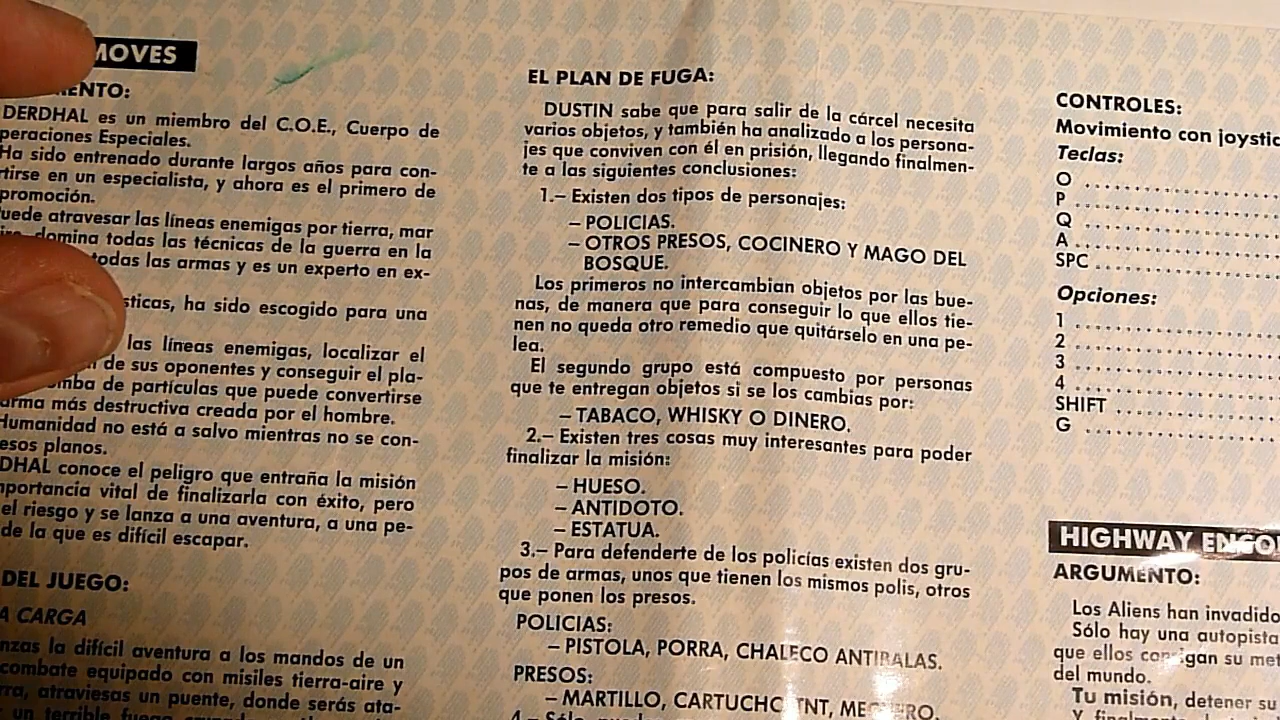 MOVES
ENTO:
DERDHAL es un miembro del C.O.E., Cuerpo de
peraciones Especiales.
Ha sido entrenado durante largos años para con-
rtirse en un especialista, y ahora es el primero de
promoción.
uede atravesar las líneas enemigas por tierra, mar
domina todas las técnicas de la guerra en la
todas las armas y es un experto en ex-
sticas, ha sido escogido para una
las líneas enemigas, localizar el
de sus oponentes y conseguir el pla-
mba de partículas que puede convertirse
arma más destructiva creada por el hombre.
Humanidad no está a salvo mientras no se con-
esos planos.
DHAL conoce el peligro que entraña la misión
mportancia vital de finalizarla con éxito, pero
el riesgo y se lanza a una aventura, a una pe-
de la que es difícil escapar.
DEL JUEGO:
A CARGA
nzas la difícil aventura a los mandos de un
combate equipado con misiles tierra-aire y
rra, atraviesas un puente, donde serás ata-
un terrible fuego
EL PLAN DE FUGA:
DUSTIN sabe que para salir de la cárcel necesita
varios objetos, y también ha analizado a los persona-
jes que conviven con él en prisión, llegando finalmen-
te a las siguientes conclusiones:
1.– Existen dos tipos de personajes:
– POLICIAS.
– OTROS PRESOS, COCINERO Y MAGO DEL
BOSQUE.
Los primeros no intercambian objetos por las bue-
nas, de manera que para conseguir lo que ellos tie-
nen no queda otro remedio que quitárselo en una pe-
lea.
El segundo grupo está compuesto por personas
que te entregan objetos si se los cambias por:
– TABACO, WHISKY O DINERO.
2.– Existen tres cosas muy interesantes para poder
finalizar la misión:
– HUESO.
– ANTIDOTO.
– ESTATUA.
3.– Para defenderte de los policías existen dos gru-
pos de armas, unos que tienen los mismos polis, otros
que ponen los presos.
POLICIAS:
– PISTOLA, PORRA, CHALECO ANTIBALAS.
PRESOS:
– MARTILLO, CARTUCHO TNT,
4.– Sólo
CONTROLES:
Movimiento con joystic
Teclas:
O ....................
P ....................
Q ....................
A ....................
SPC ..................
Opciones:
1 ....................
2 ....................
3 ....................
4 ....................
SHIFT ................
G ....................
HIGHWAY ENCO
ARGUMENTO:
Los Aliens han invadido
Sólo hay una autopista
que ellos consigan su met
del mundo.
Tu misión, detener su
Y finalmente